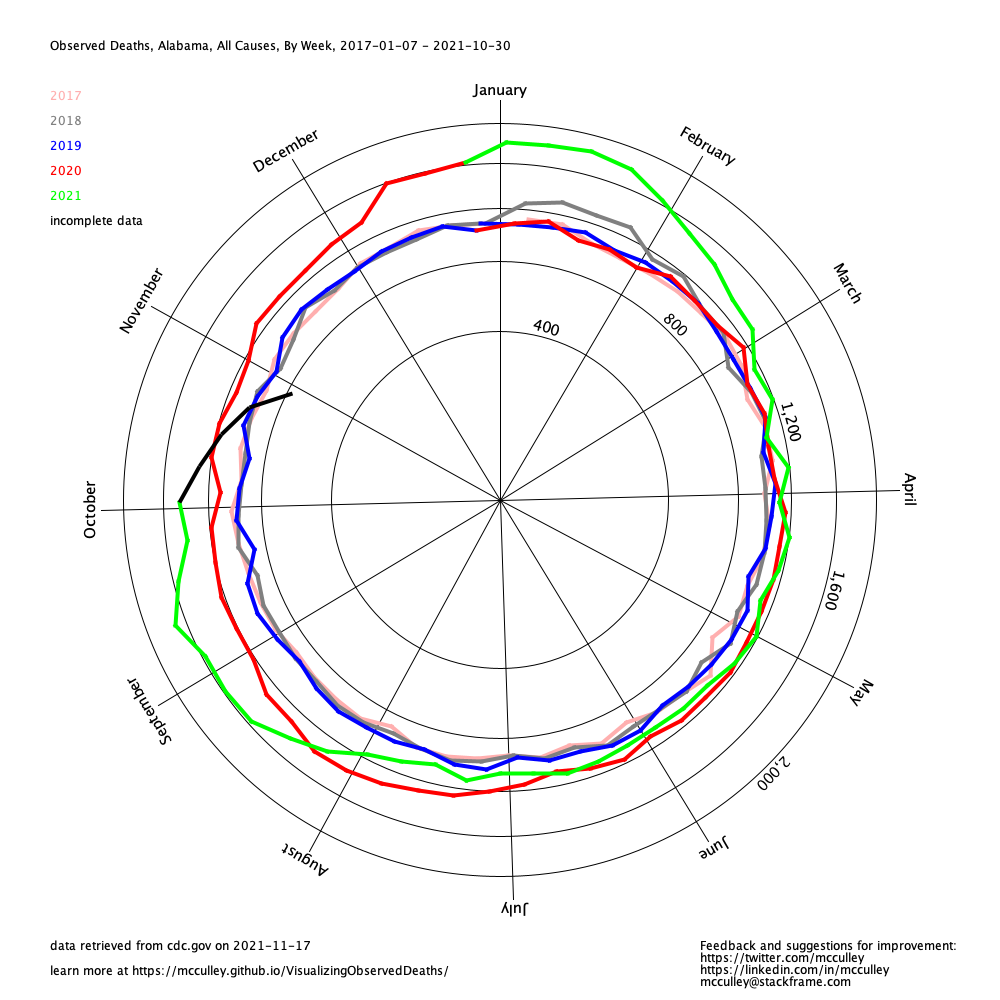 Observed Deaths, Alabama, All Causes, By Week, 2017-01-07 - 2021-10-30
January
2017
2018
2019
2020
2021
incomplete data
December
February
November
March
400
800
1,200
October
April
1,600
September
May
2,000
August
June
July
data retrieved from cdc.gov on 2021-11-17
learn more at https://mcculley.github.io/VisualizingObservedDeaths/
Feedback and suggestions for improvement:
https://twitter.com/mcculley
https://linkedin.com/in/mcculley
mcculley@stackframe.com